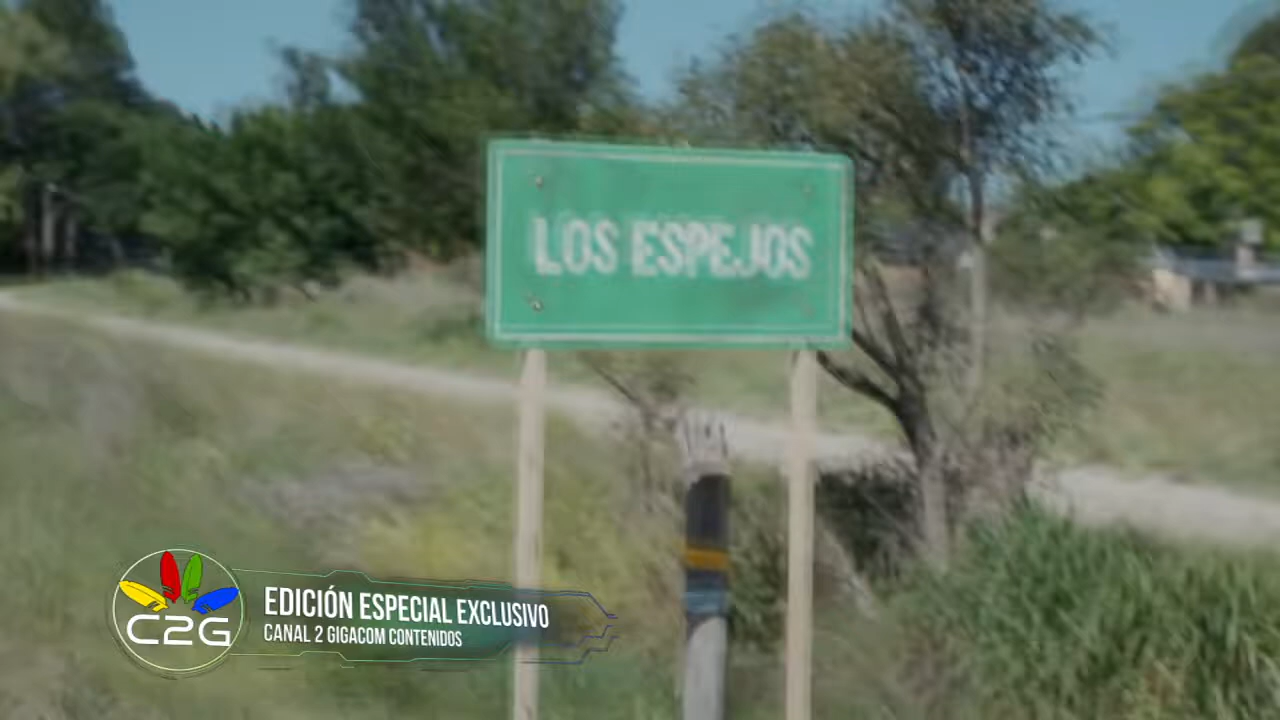 LOS ESPEJOS
C2G
EDICIÓN ESPECIAL EXCLUSIVO
CANAL 2 GIGACOM CONTENIDOS